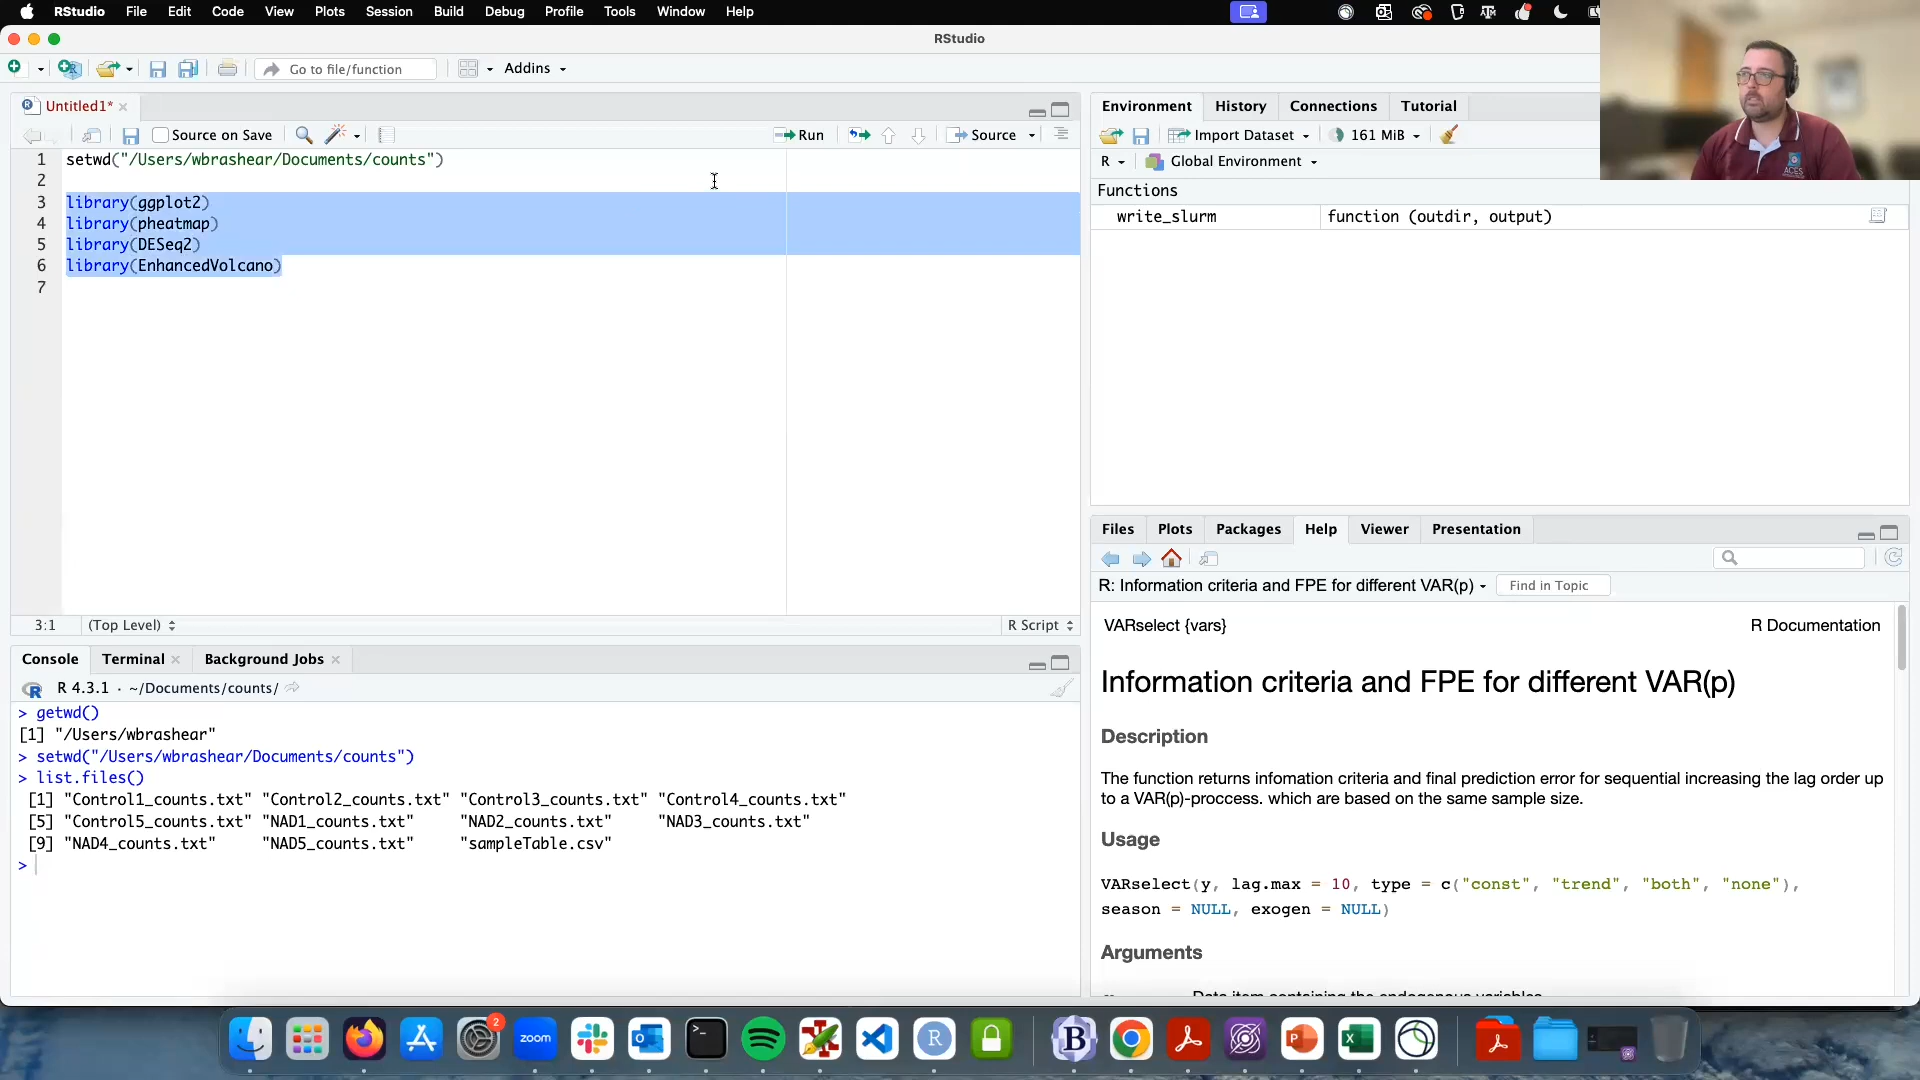 RStudio File Edit Code View Plots Session Build Debug Profile Tools Window Help
RStudio
Go to file/function Addins
Untitled1*
Source on Save Run Source
1 setwd("/Users/wbrashear/Documents/counts")
2
3 library(ggplot2)
4 library(pheatmap)
5 library(DESeq2)
6 library(EnhancedVolcano)
7
3:1 (Top Level) R Script
Console Terminal Background Jobs
R 4.3.1 · ~/Documents/counts/
> getwd()
[1] "/Users/wbrashear"
> setwd("/Users/wbrashear/Documents/counts")
> list.files()
[1] "Control1_counts.txt" "Control2_counts.txt" "Control3_counts.txt" "Control4_counts.txt"
[5] "Control5_counts.txt" "NAD1_counts.txt" "NAD2_counts.txt" "NAD3_counts.txt"
[9] "NAD4_counts.txt" "NAD5_counts.txt" "sampleTable.csv"
>
Environment History Connections Tutorial
Import Dataset 161 MiB
R Global Environment
Functions
write_slurm function (outdir, output)
ACES
Files Plots Packages Help Viewer Presentation
R: Information criteria and FPE for different VAR(p) Find in Topic
VARselect {vars} R Documentation
Information criteria and FPE for different VAR(p)
Description
The function returns infomation criteria and final prediction error for sequential increasing the lag order up
to a VAR(p)-proccess. which are based on the same sample size.
Usage
VARselect(y, lag.max = 10, type = c("const", "trend", "both", "none"),
season = NULL, exogen = NULL)
Arguments
Data item containing the endogenous variables
2
zoom